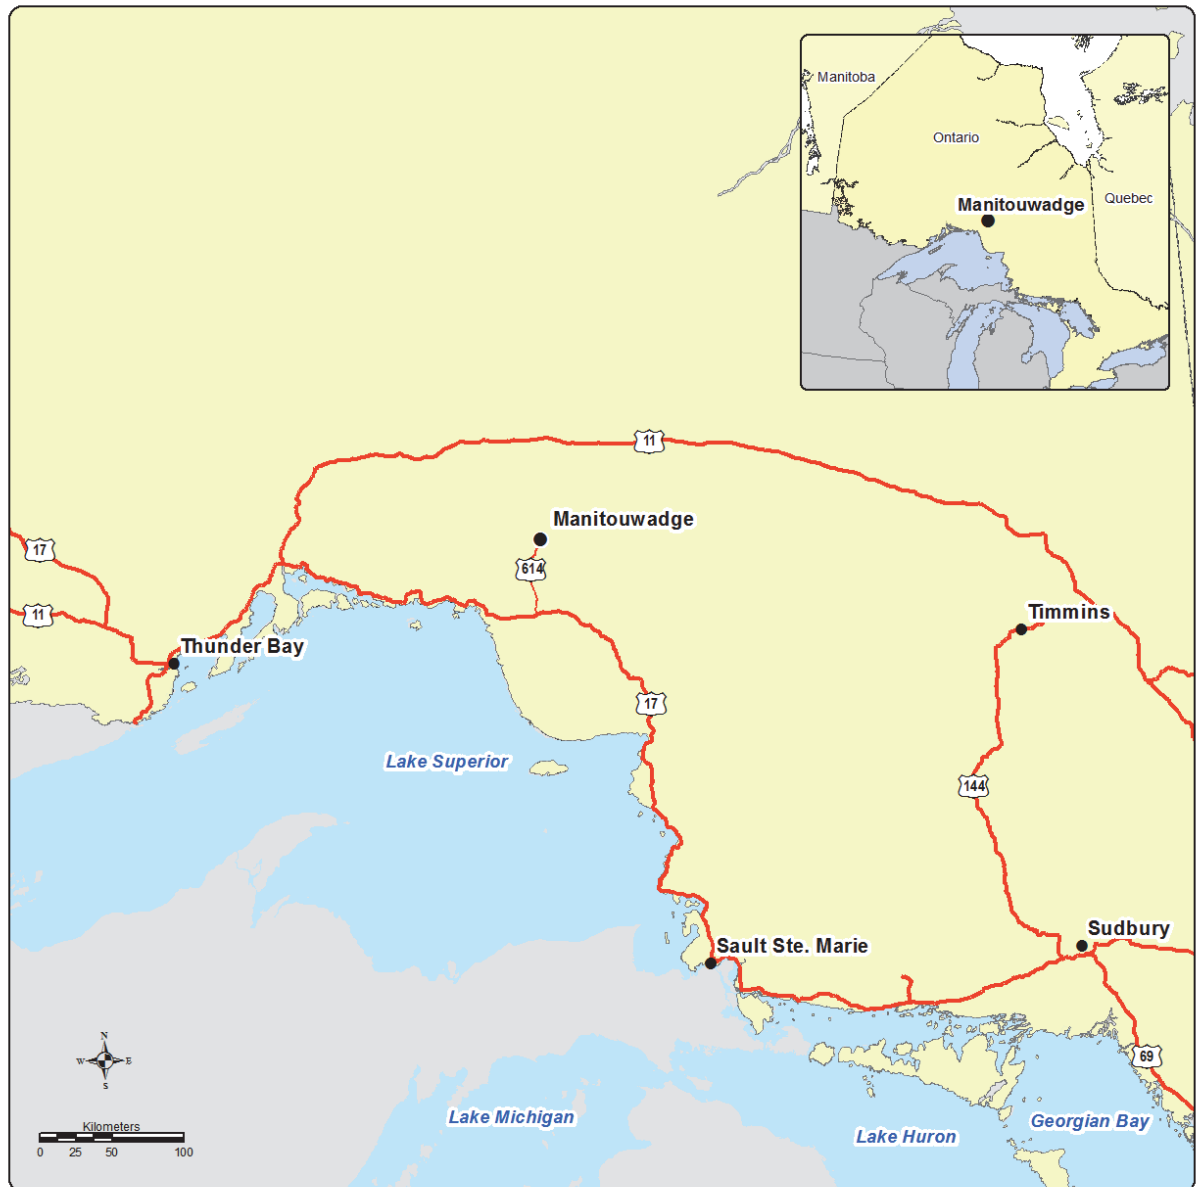 Manitoba
Ontario
Quebec
Manitouwadge
11
Manitouwadge
614
17
11
Thunder Bay
Timmins
17
144
Lake Superior
Sudbury
Sault Ste. Marie
69
N
W E
S
Lake Michigan
Lake Huron
Georgian Bay
Kilometers
0 25 50 100